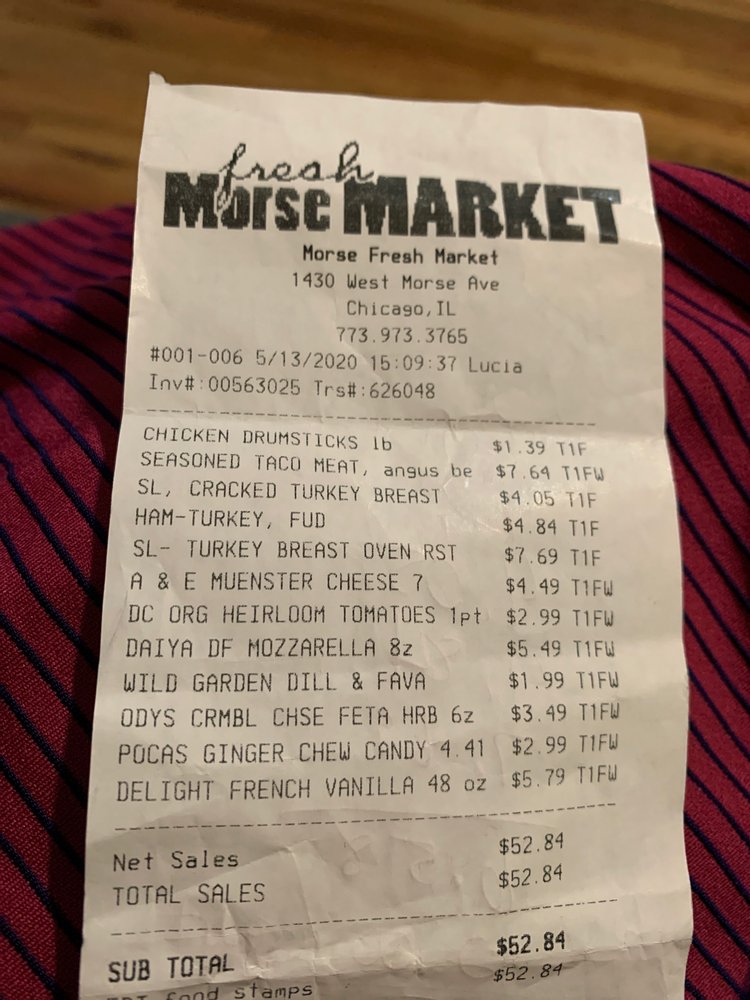 fresh
Morse MARKET
Morse Fresh Market
1430 West Morse Ave
Chicago,IL
773.973.3765
#001-006 5/13/2020 15:09:37 Lucia
Inv#:00563025 Trs#:626048
CHICKEN DRUMSTICKS lb $1.39 T1F
SEASONED TACO MEAT, angus be $7.64 T1FW
SL, CRACKED TURKEY BREAST $4.05 T1F
HAM-TURKEY, FUD $4.84 T1F
SL- TURKEY BREAST OVEN RST $7.69 T1F
A & E MUENSTER CHEESE 7 $4.49 T1FW
DC ORG HEIRLOOM TOMATOES 1pt $2.99 T1FW
DAIYA DF MOZZARELLA 8z $5.49 T1FW
WILD GARDEN DILL & FAVA $1.99 T1FW
ODYS CRMBL CHSE FETA HRB 6z $3.49 T1FW
POCAS GINGER CHEW CANDY 4.41 $2.99 T1FW
DELIGHT FRENCH VANILLA 48 oz $5.79 T1FW
Net Sales $52.84
TOTAL SALES $52.84
SUB TOTAL $52.84
food stamps $52.84